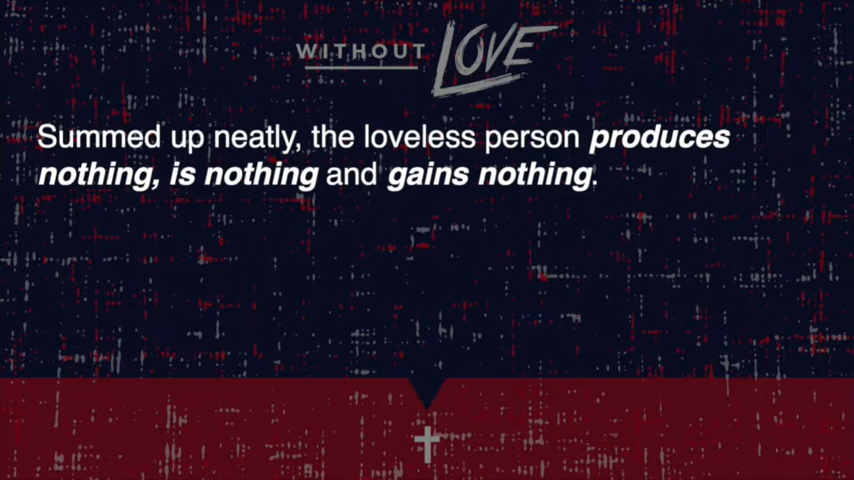 WITHOUT LOVE
Summed up neatly, the loveless person produces
nothing, is nothing and gains nothing.